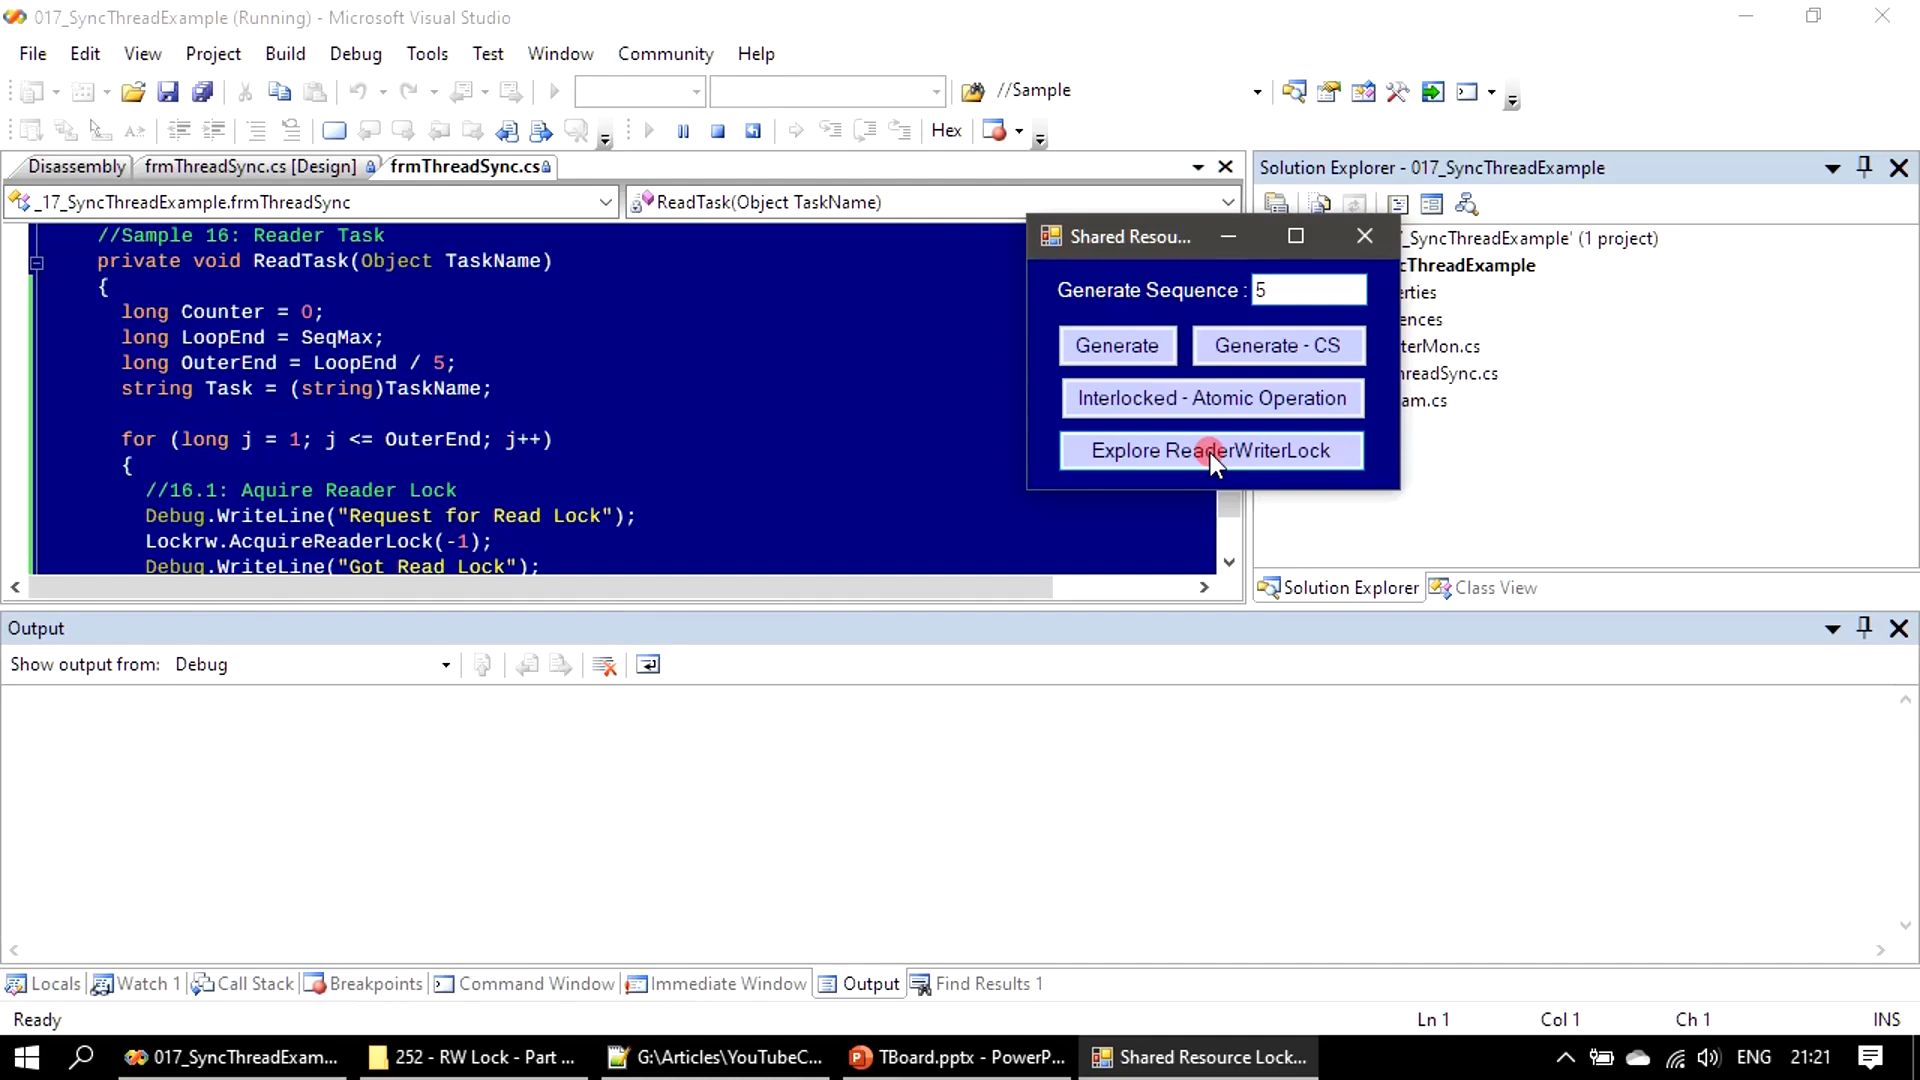 017_SyncThreadExample (Running) - Microsoft Visual Studio
File Edit View Project Build Debug Tools Test Window Community Help
//Sample
Hex
Disassembly frmThreadSync.cs [Design] frmThreadSync.cs
Solution Explorer - 017_SyncThreadExample
_17_SyncThreadExample.frmThreadSync
ReadTask(Object TaskName)
//Sample 16: Reader Task
private void ReadTask(Object TaskName)
{
long Counter = 0;
long LoopEnd = SeqMax;
long OuterEnd = LoopEnd / 5;
string Task = (string)TaskName;
for (long j = 1; j <= OuterEnd; j++)
{
//16.1: Aquire Reader Lock
Debug.WriteLine("Request for Read Lock");
Lockrw.AcquireReaderLock(-1);
Debug.WriteLine("Got Read Lock");
Shared Resou...
Generate Sequence : 5
Generate Generate - CS
Interlocked - Atomic Operation
Explore ReaderWriterLock
_SyncThreadExample' (1 project)
cThreadExample
erties
ences
terMon.cs
hreadSync.cs
am.cs
Solution Explorer Class View
Output
Show output from: Debug
Locals Watch 1 Call Stack Breakpoints Command Window Immediate Window Output Find Results 1
Ready Ln 1 Col 1 Ch 1 INS
017_SyncThreadExam... 252 - RW Lock - Part ... G:\Articles\YouTubeC... TBoard.pptx - PowerP... Shared Resource Lock... ENG 21:21